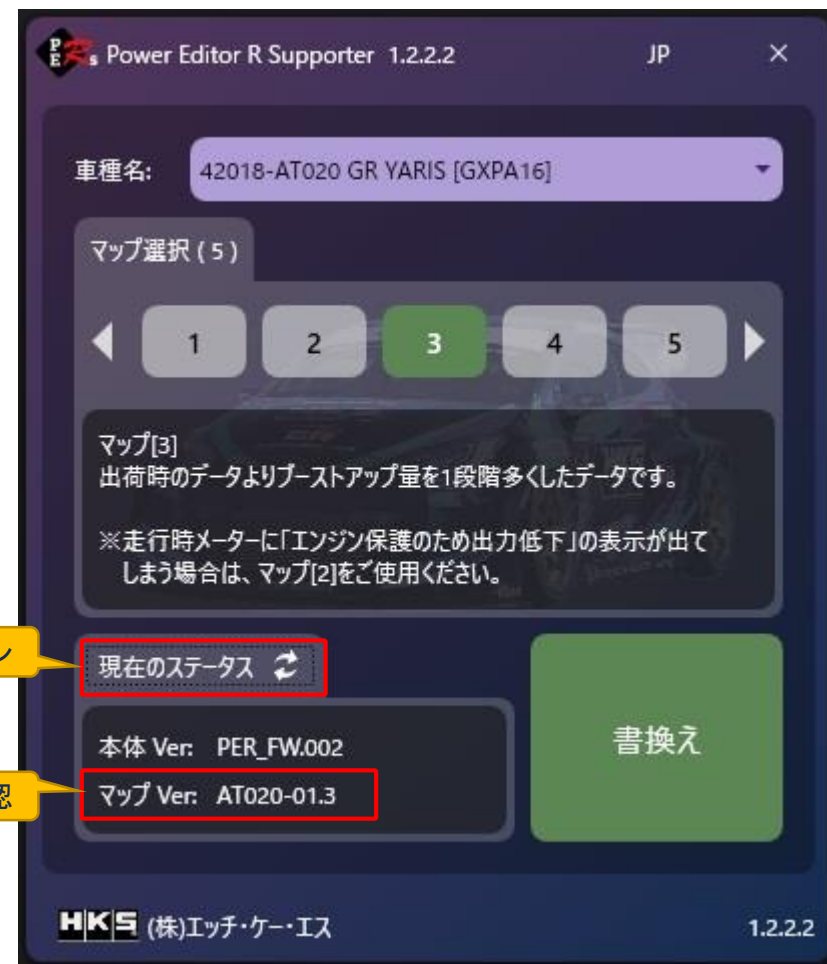 PERs Power Editor R Supporter 1.2.2.2 JP ×
車種名: 42018-AT020 GR YARIS [GXPA16]
マップ選択 ( 5 )
1 2 3 4 5
マップ[3]
出荷時のデータよりブーストアップ量を1段階多くしたデータです。
※走行時メーターに「エンジン保護のため出力低下」の表示が出て
しまう場合は、マップ[2]をご使用ください。
ン
現在のステータス
書換え
本体 Ver: PER_FW.002
認
マップ Ver: AT020-01.3
HKS (株)エッチ・ケー・エス 1.2.2.2